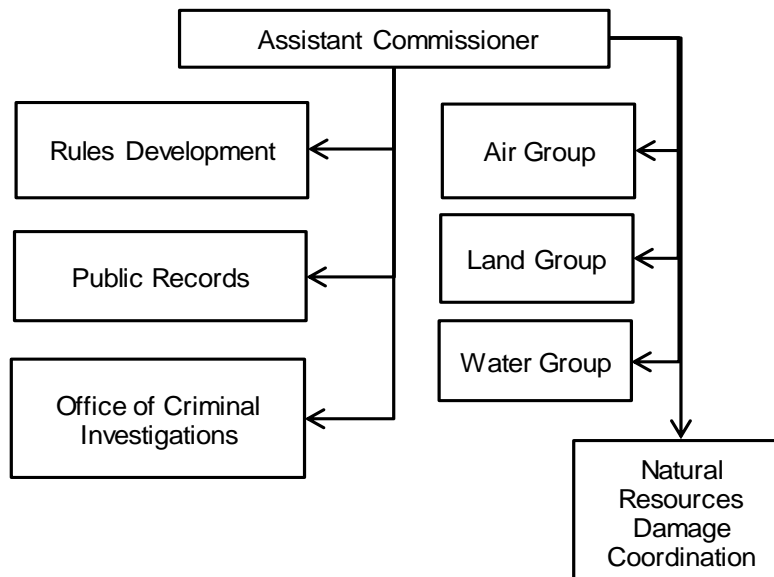 Assistant Commissioner
Rules Development
Public Records
Office of Criminal
Investigations
Air Group
Land Group
Water Group
Natural
Resources
Damage
Coordination